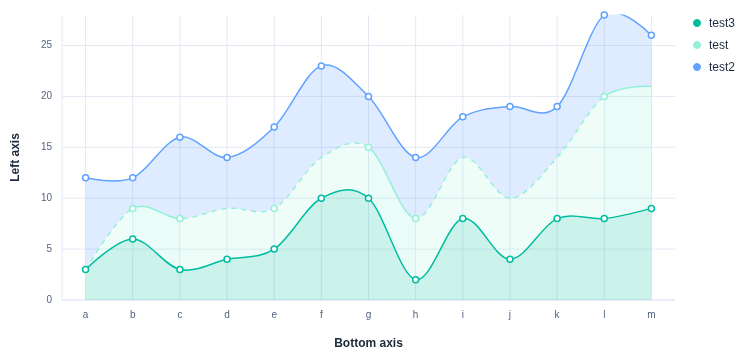 test3
test
test2
Left axis
25
20
15
10
5
0
a b c d e f g h i j k l m
Bottom axis